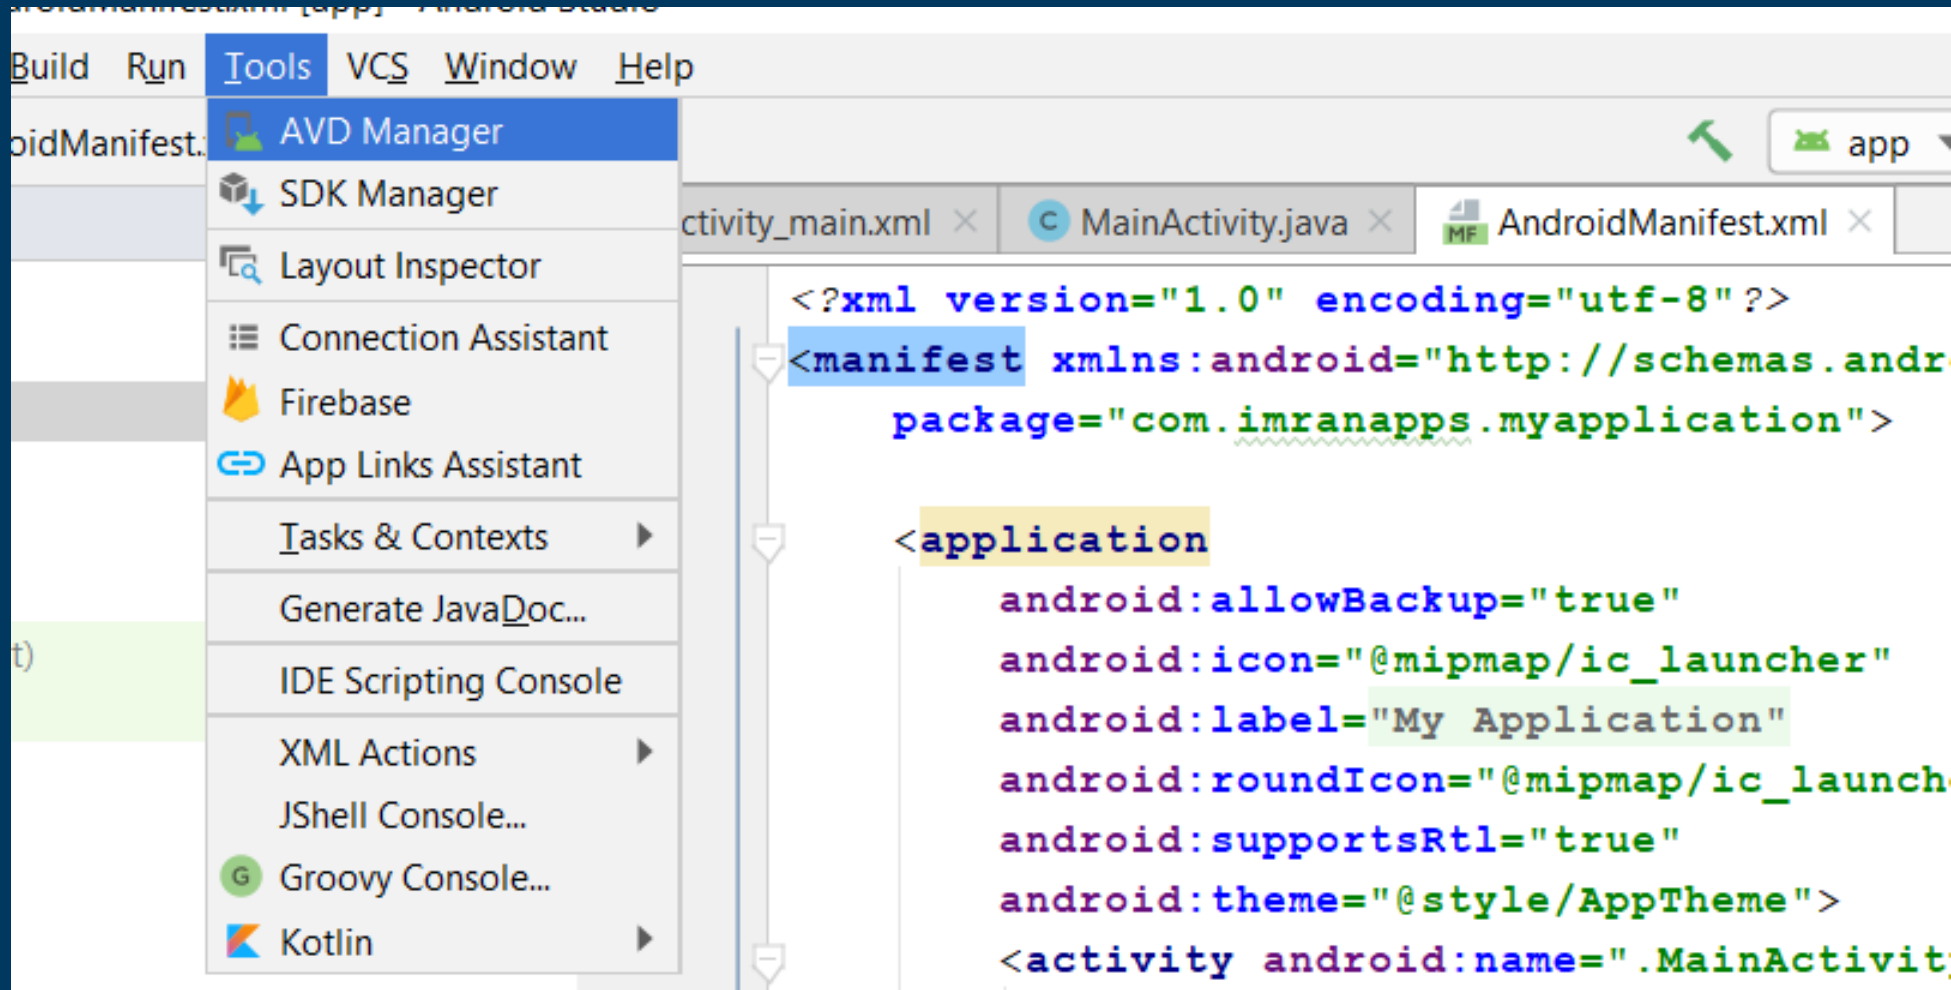 Build Run Tools VCS Window Help
AVD Manager
app
SDK Manager
MainActivity.java
AndroidManifest.xml
Layout Inspector
<?xml version="1.0" encoding="utf-8"?>
Connection Assistant
<manifest xmlns:android="http://schemas.andr
Firebase
package="com.imranapps.myapplication">
App Links Assistant
Tasks & Contexts
<application
Generate JavaDoc...
android:allowBackup="true"
IDE Scripting Console
android:icon="@mipmap/ic_launcher"
android:label="My Application"
XML Actions
android:roundIcon="@mipmap/ic_launch
JShell Console...
android:supportsRtl="true"
Groovy Console...
android:theme="@style/AppTheme">
Kotlin
<activity android:name=".MainActivity